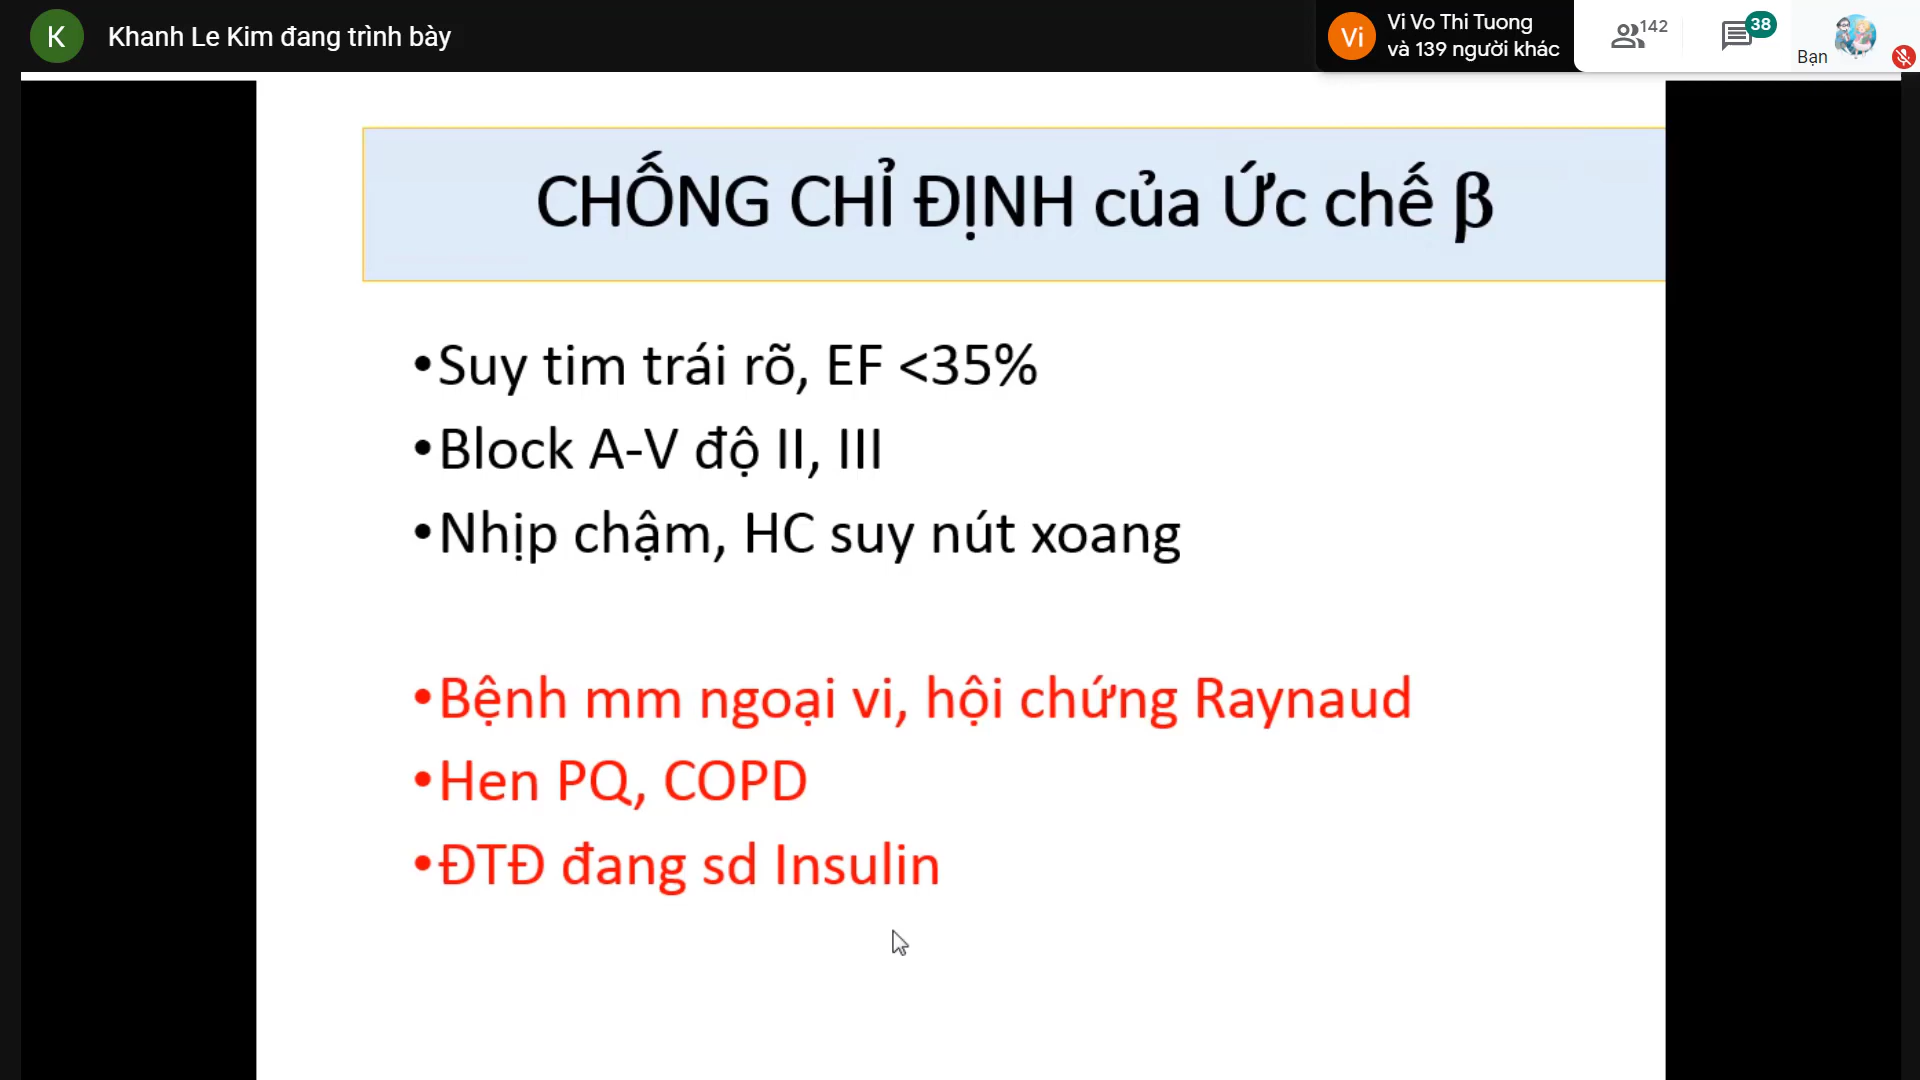 K
Khanh Le Kim đang trình bày
Vi
Vi Vo Thi Tuong
và 139 người khác
142
38
Bạn
CHỐNG CHỈ ĐỊNH của Ức chế β
•Suy tim trái rõ, EF <35%
•Block A-V độ II, III
•Nhịp chậm, HC suy nút xoang
•Bệnh mm ngoại vi, hội chứng Raynaud
•Hen PQ, COPD
•ĐTĐ đang sd Insulin